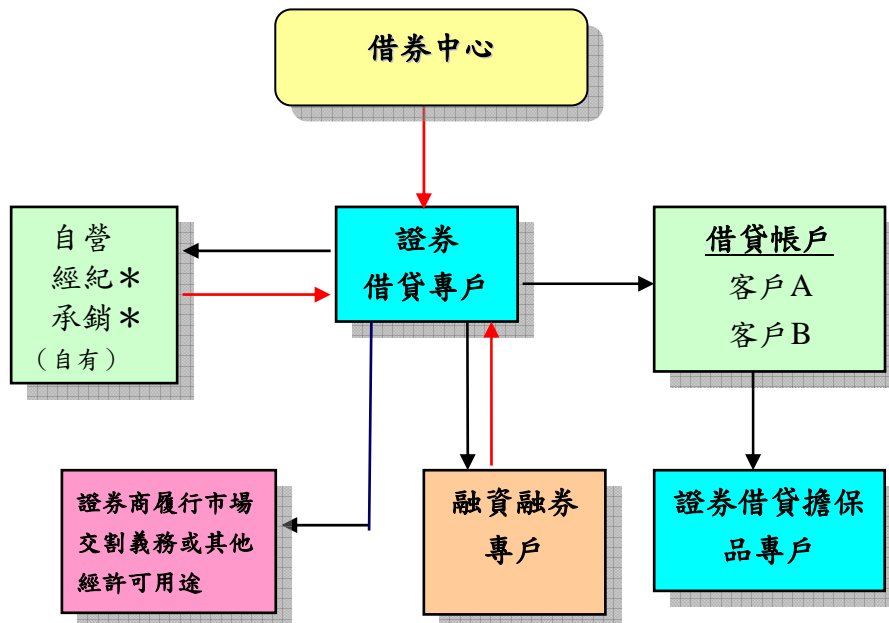 借券中心
自營
經紀＊
承銷＊
（自有）
證券
借貸專戶
借貸帳戶
客戶A
客戶B
證券商履行市場
交割義務或其他
經許可用途
融資融券
專戶
證券借貸擔保
品專戶